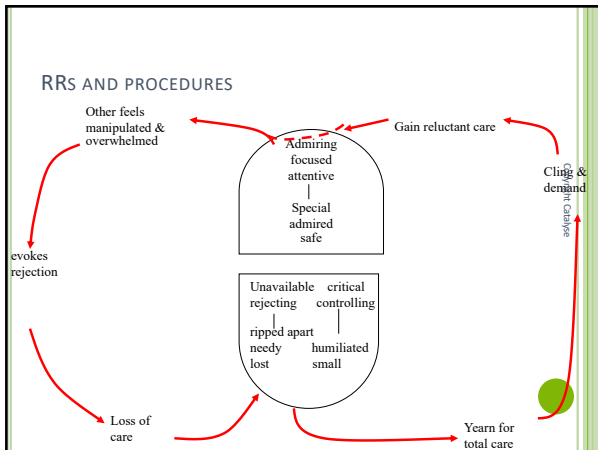 RRS AND PROCEDURES
Other feels
manipulated &
overwhelmed
Gain reluctant care
Admiring
focused
attentive
Special
admired
safe
Cling &
demand
Copyright Catalyse
evokes
rejection
Unavailable critical
rejecting controlling
ripped apart
needy humiliated
lost small
Loss of
care
Yearn for
total care